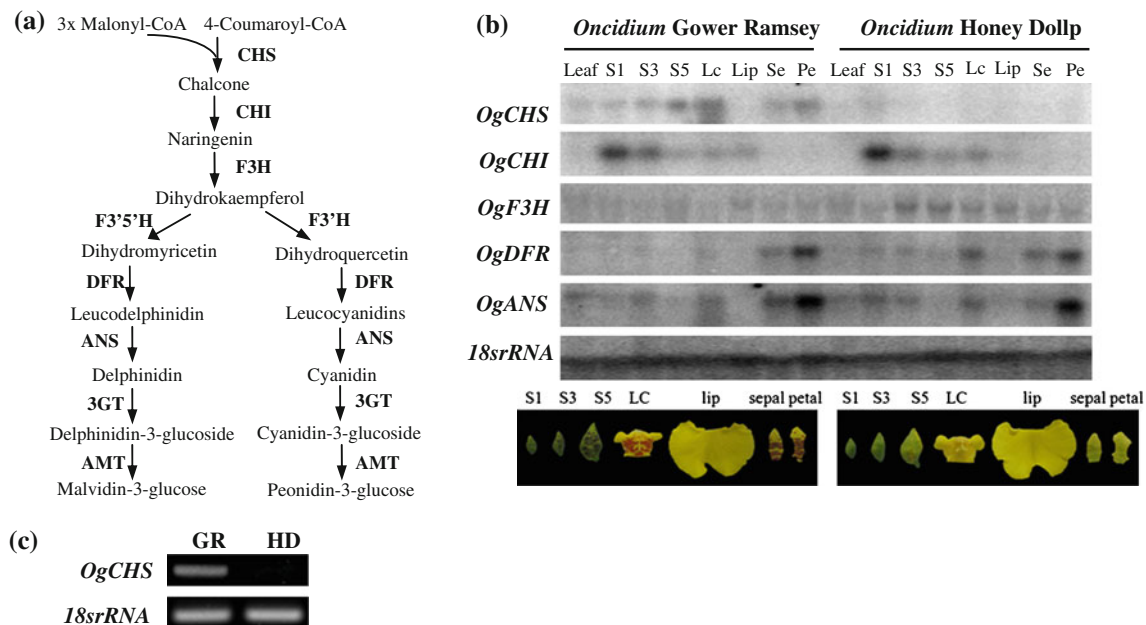 (a)
3x Malonyl-CoA 4-Coumaroyl-CoA
CHS
Chalcone
CHI
Naringenin
F3H
Dihydrokaempferol
F3'5'H F3'H
Dihydromyricetin Dihydroquercetin
DFR DFR
Leucodelphinidin Leucocyanidins
ANS ANS
Delphinidin Cyanidin
3GT 3GT
Delphinidin-3-glucoside Cyanidin-3-glucoside
AMT AMT
Malvidin-3-glucose Peonidin-3-glucose
(b)
Oncidium Gower Ramsey Oncidium Honey Dollp
Leaf S1 S3 S5 Lc Lip Se Pe Leaf S1 S3 S5 Lc Lip Se Pe
OgCHS
OgCHI
OgF3H
OgDFR
OgANS
18srRNA
S1 S3 S5 LC lip sepal petal S1 S3 S5 LC lip sepal petal
(c)
GR HD
OgCHS
18srRNA